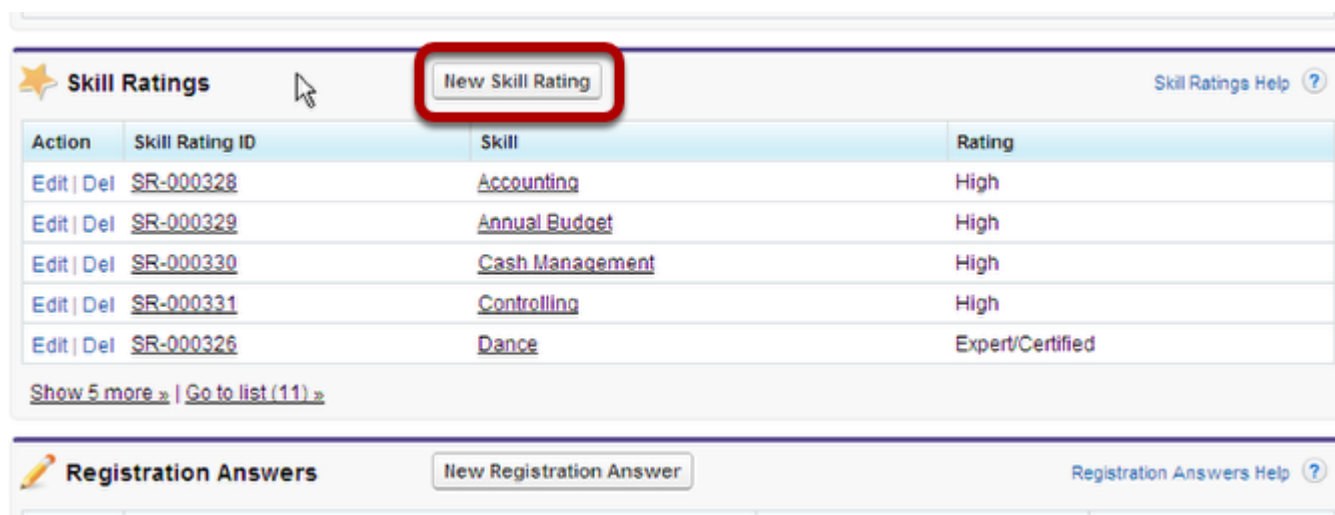 Skill Ratings New Skill Rating Skill Ratings Help ?
Action Skill Rating ID Skill Rating
Edit | Del SR-000328 Accounting High
Edit | Del SR-000329 Annual Budget High
Edit | Del SR-000330 Cash Management High
Edit | Del SR-000331 Controlling High
Edit | Del SR-000326 Dance Expert/Certified
Show 5 more » | Go to list (11) »
Registration Answers New Registration Answer Registration Answers Help ?